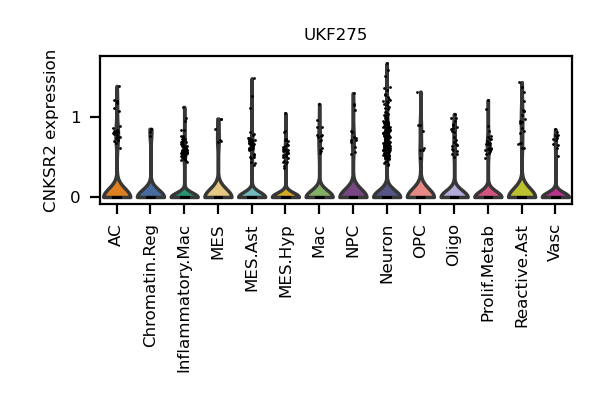 UKF275
CNKSR2 expression
1
0
AC
Chromatin.Reg
Inflammatory.Mac
MES
MES.Ast
MES.Hyp
Mac
NPC
Neuron
OPC
Oligo
Prolif.Metab
Reactive.Ast
Vasc